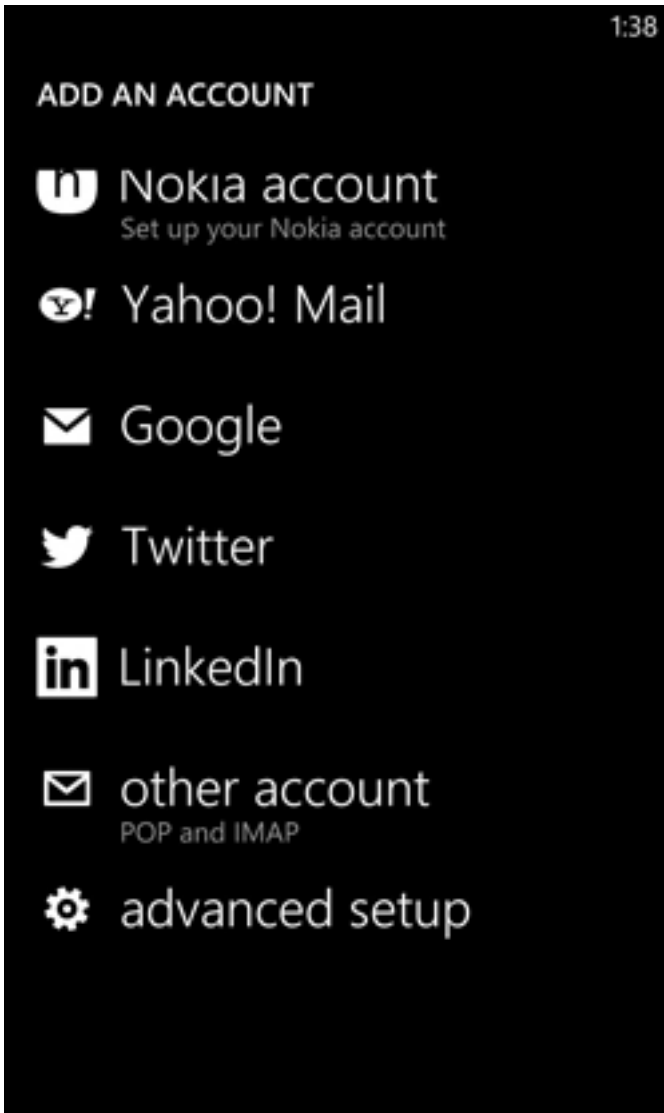 1:38
ADD AN ACCOUNT
n Nokia account
Set up your Nokia account
Y! Yahoo! Mail
Google
Twitter
in LinkedIn
other account
POP and IMAP
advanced setup